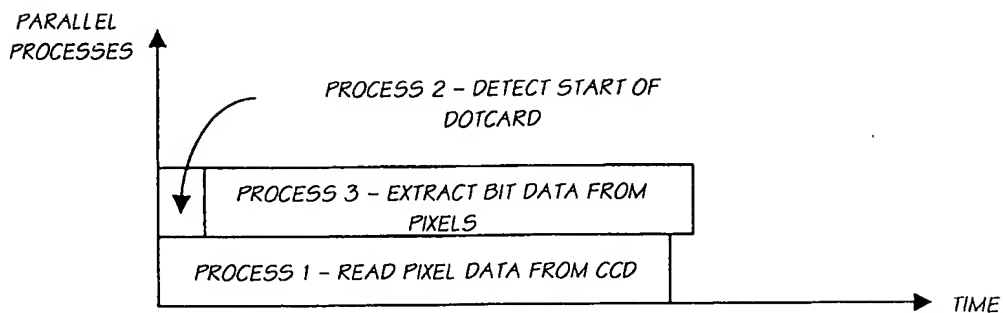 PARALLEL
PROCESSES
PROCESS 2 – DETECT START OF
DOTCARD
PROCESS 3 – EXTRACT BIT DATA FROM
PIXELS
PROCESS 1 – READ PIXEL DATA FROM CCD
TIME